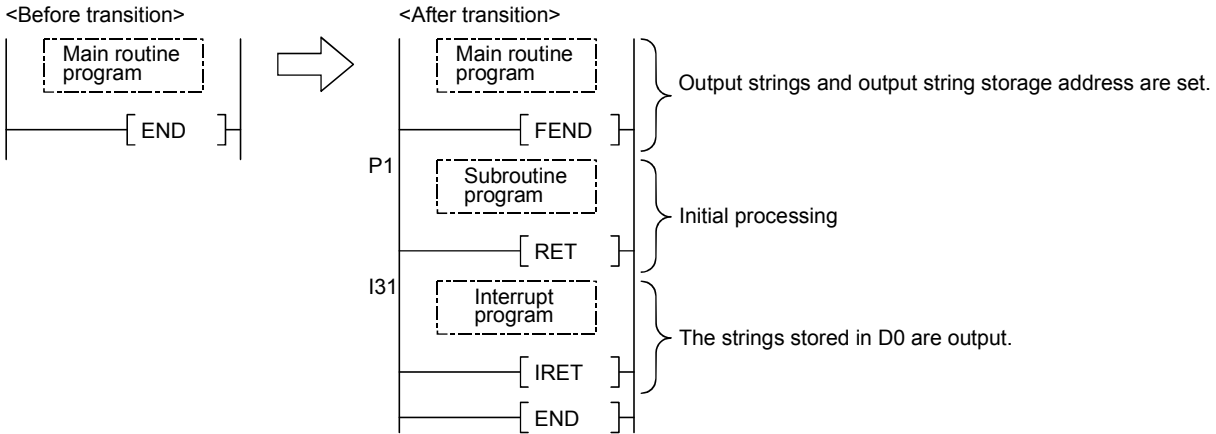 <Before transition>
Main routine
program
END
<After transition>
Main routine
program
FEND
Output strings and output string storage address are set.
P1
Subroutine
program
RET
Initial processing
I31
Interrupt
program
IRET
The strings stored in D0 are output.
END